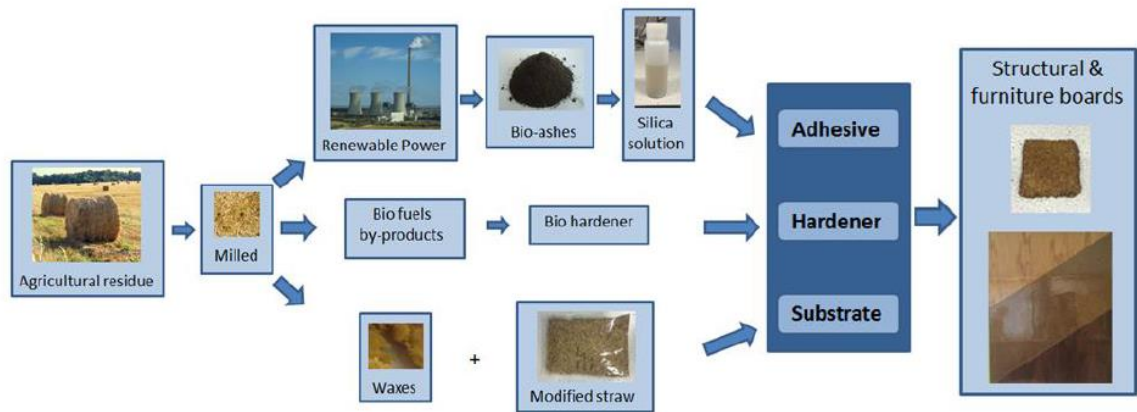 Agricultural residue
Milled
Renewable Power
Bio-ashes
Silica
solution
Bio fuels
by-products
Bio hardener
Waxes
+
Modified straw
Adhesive
Hardener
Substrate
Structural &
furniture boards